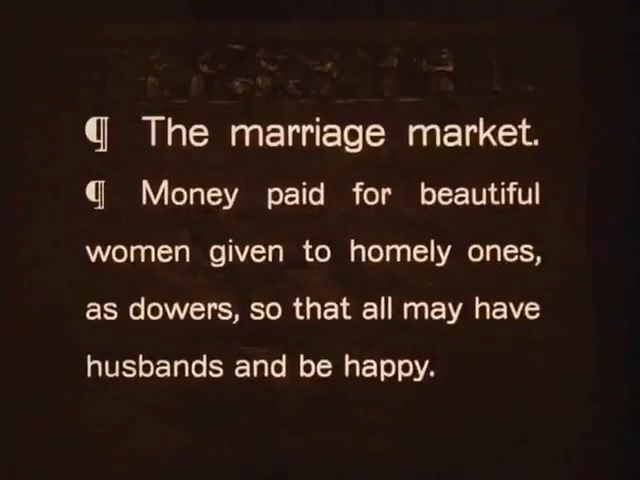 ¶ The marriage market.
¶ Money paid for beautiful
women given to homely ones,
as dowers, so that all may have
husbands and be happy.